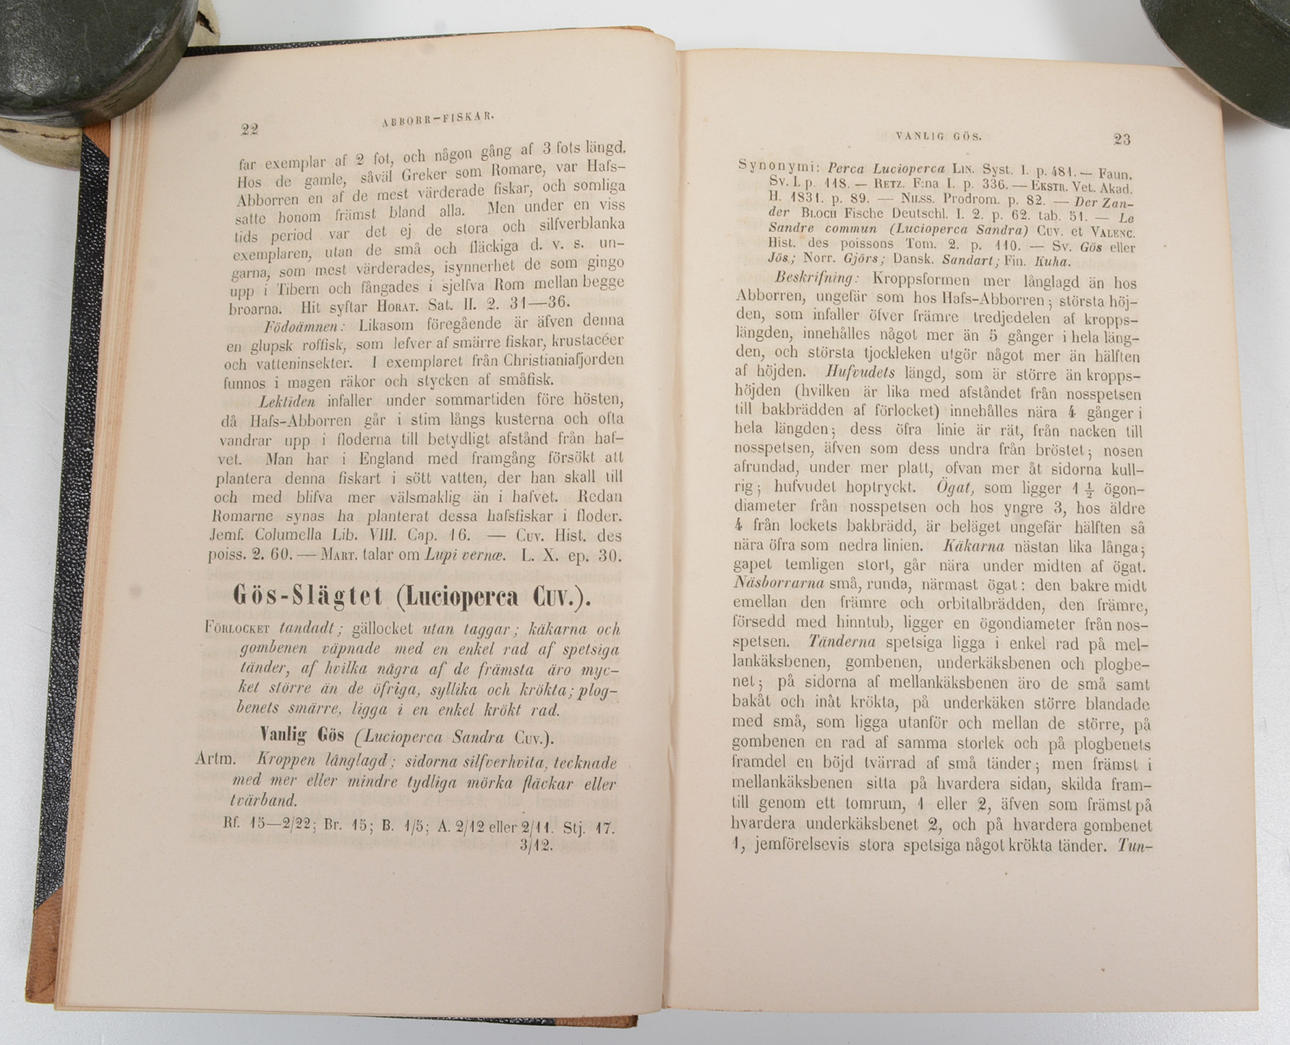 22
ABBORR-FISKAR.
far exemplar af 2 fot, och någon gång af 3 fots längd.
Hos de gamle, såväl Greker som Romare, var Hafs-
Abborren en af de mest värderade fiskar, och somliga
satte honom främst bland alla. Men under en viss
tids period var det ej de stora och silfverblanka
exemplaren, utan de små och fläckiga d. v. s. un-
garna, som mest värderades, isynnerhet de som gingo
upp i Tibern och fångades i sjelfva Rom mellan begge
broarna. Hit syftar HORAT. Sat. II. 2. 31—36.
Födoämnen: Likasom föregående är äfven denna
en glupsk roffisk, som lefver af smärre fiskar, krustacéer
och vatteninsekter. I exemplaret från Christianiafjorden
funnos i magen räkor och stycken af småfisk.
Lektiden infaller under sommartiden före hösten,
då Hafs-Abborren går i stim långs kusterna och ofta
vandrar upp i floderna till betydligt afstånd från haf-
vet. Man har i England med framgång försökt att
plantera denna fiskart i sött vatten, der han skall till
och med blifva mer välsmaklig än i hafvet. Redan
Romarne synas ha planterat dessa hafsfiskar i floder.
Jemf. Columella Lib. VIII. Cap. 16. — CUV. Hist. des
poiss. 2. 60. — MART. talar om Lupi vernæ. L. X. ep. 30.
Gös-Slägtet (Lucioperca CUV.).
FÖRLOCKET tandadt; gällocket utan taggar; käkarna och
gombenen väpnade med en enkel rad af spetsiga
tänder, af hvilka några af de främsta äro myc-
ket större än de öfriga, syllika och krökta; plog-
benets smärre, ligga i en enkel krökt rad.
Vanlig Gös (Lucioperca Sandra CUV.).
Artm. Kroppen långlagd; sidorna silfverhvita, tecknade
med mer eller mindre tydliga mörka fläckar eller
tvärband.
Rf. 15—2/22; Br. 15; B. 1/5; A. 2/12 eller 2/11. Stj. 17.
3/12.
VANLIG GÖS.
23
Synonymi: Perca Lucioperca LIN. Syst. I. p. 481. — Faun.
Sv. I. p. 118. — RETZ. F:na I. p. 336. — EKSTR. Vet. Akad.
H. 1831. p. 89. — NILSS. Prodrom. p. 82. — Der Zan-
der BLOCH Fische Deutschl. I. 2. p. 62. tab. 51. — Le
Sandre commun (Lucioperca Sandra) CUV. et VALENC.
Hist. des poissons Tom. 2. p. 110. — Sv. Gös eller
Jös; Norr. Gjörs; Dansk. Sandart; Fin. Kuha.
Beskrifning: Kroppsformen mer långlagd än hos
Abborren, ungefär som hos Hafs-Abborren; största höj-
den, som infaller öfver främre tredjedelen af kropps-
längden, innehålles något mer än 5 gånger i hela läng-
den, och största tjockleken utgör något mer än hälften
af höjden. Hufvudets längd, som är större än kropps-
höjden (hvilken är lika med afståndet från nosspetsen
till bakbrädden af förlocket) innehålles nära 4 gånger i
hela längden; dess öfra linie är rät, från nacken till
nosspetsen, äfven som dess undra från bröstet; nosen
afrundad, under mer platt, ofvan mer åt sidorna kull-
rig; hufvudet hoptryckt. Ögat, som ligger 1 ½ ögon-
diameter från nosspetsen och hos yngre 3, hos äldre
4 från lockets bakbrädd, är beläget ungefär hälften så
nära öfra som nedra linien. Käkarna nästan lika långa;
gapet temligen stort, går nära under midten af ögat.
Näsborrarna små, runda, närmast ögat: den bakre midt
emellan den främre och orbitalbrädden, den främre,
försedd med hinntub, ligger en ögondiameter från nos-
spetsen. Tänderna spetsiga ligga i enkel rad på mel-
lankäksbenen, gombenen, underkäksbenen och plogbe-
net; på sidorna af mellankäksbenen äro de små samt
bakåt och inåt krökta, på underkäken större blandade
med små, som ligga utanför och mellan de större, på
gombenen en rad af samma storlek och på plogbenets
framdel en böjd tvärrad af små tänder; men främst i
mellankäksbenen sitta på hvardera sidan, skilda fram-
till genom ett tomrum, 1 eller 2, äfven som främst på
hvardera underkäksbenet 2, och på hvardera gombenet
1, jemförelsevis stora spetsiga något krökta tänder. Tun-